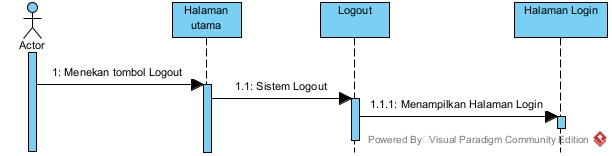 Halaman
utama
Logout
Halaman Login
Actor
1: Menekan tombol Logout
1.1: Sistem Logout
1.1.1: Menampilkan Halaman Login
Powered By Visual Paradigm Community Edition